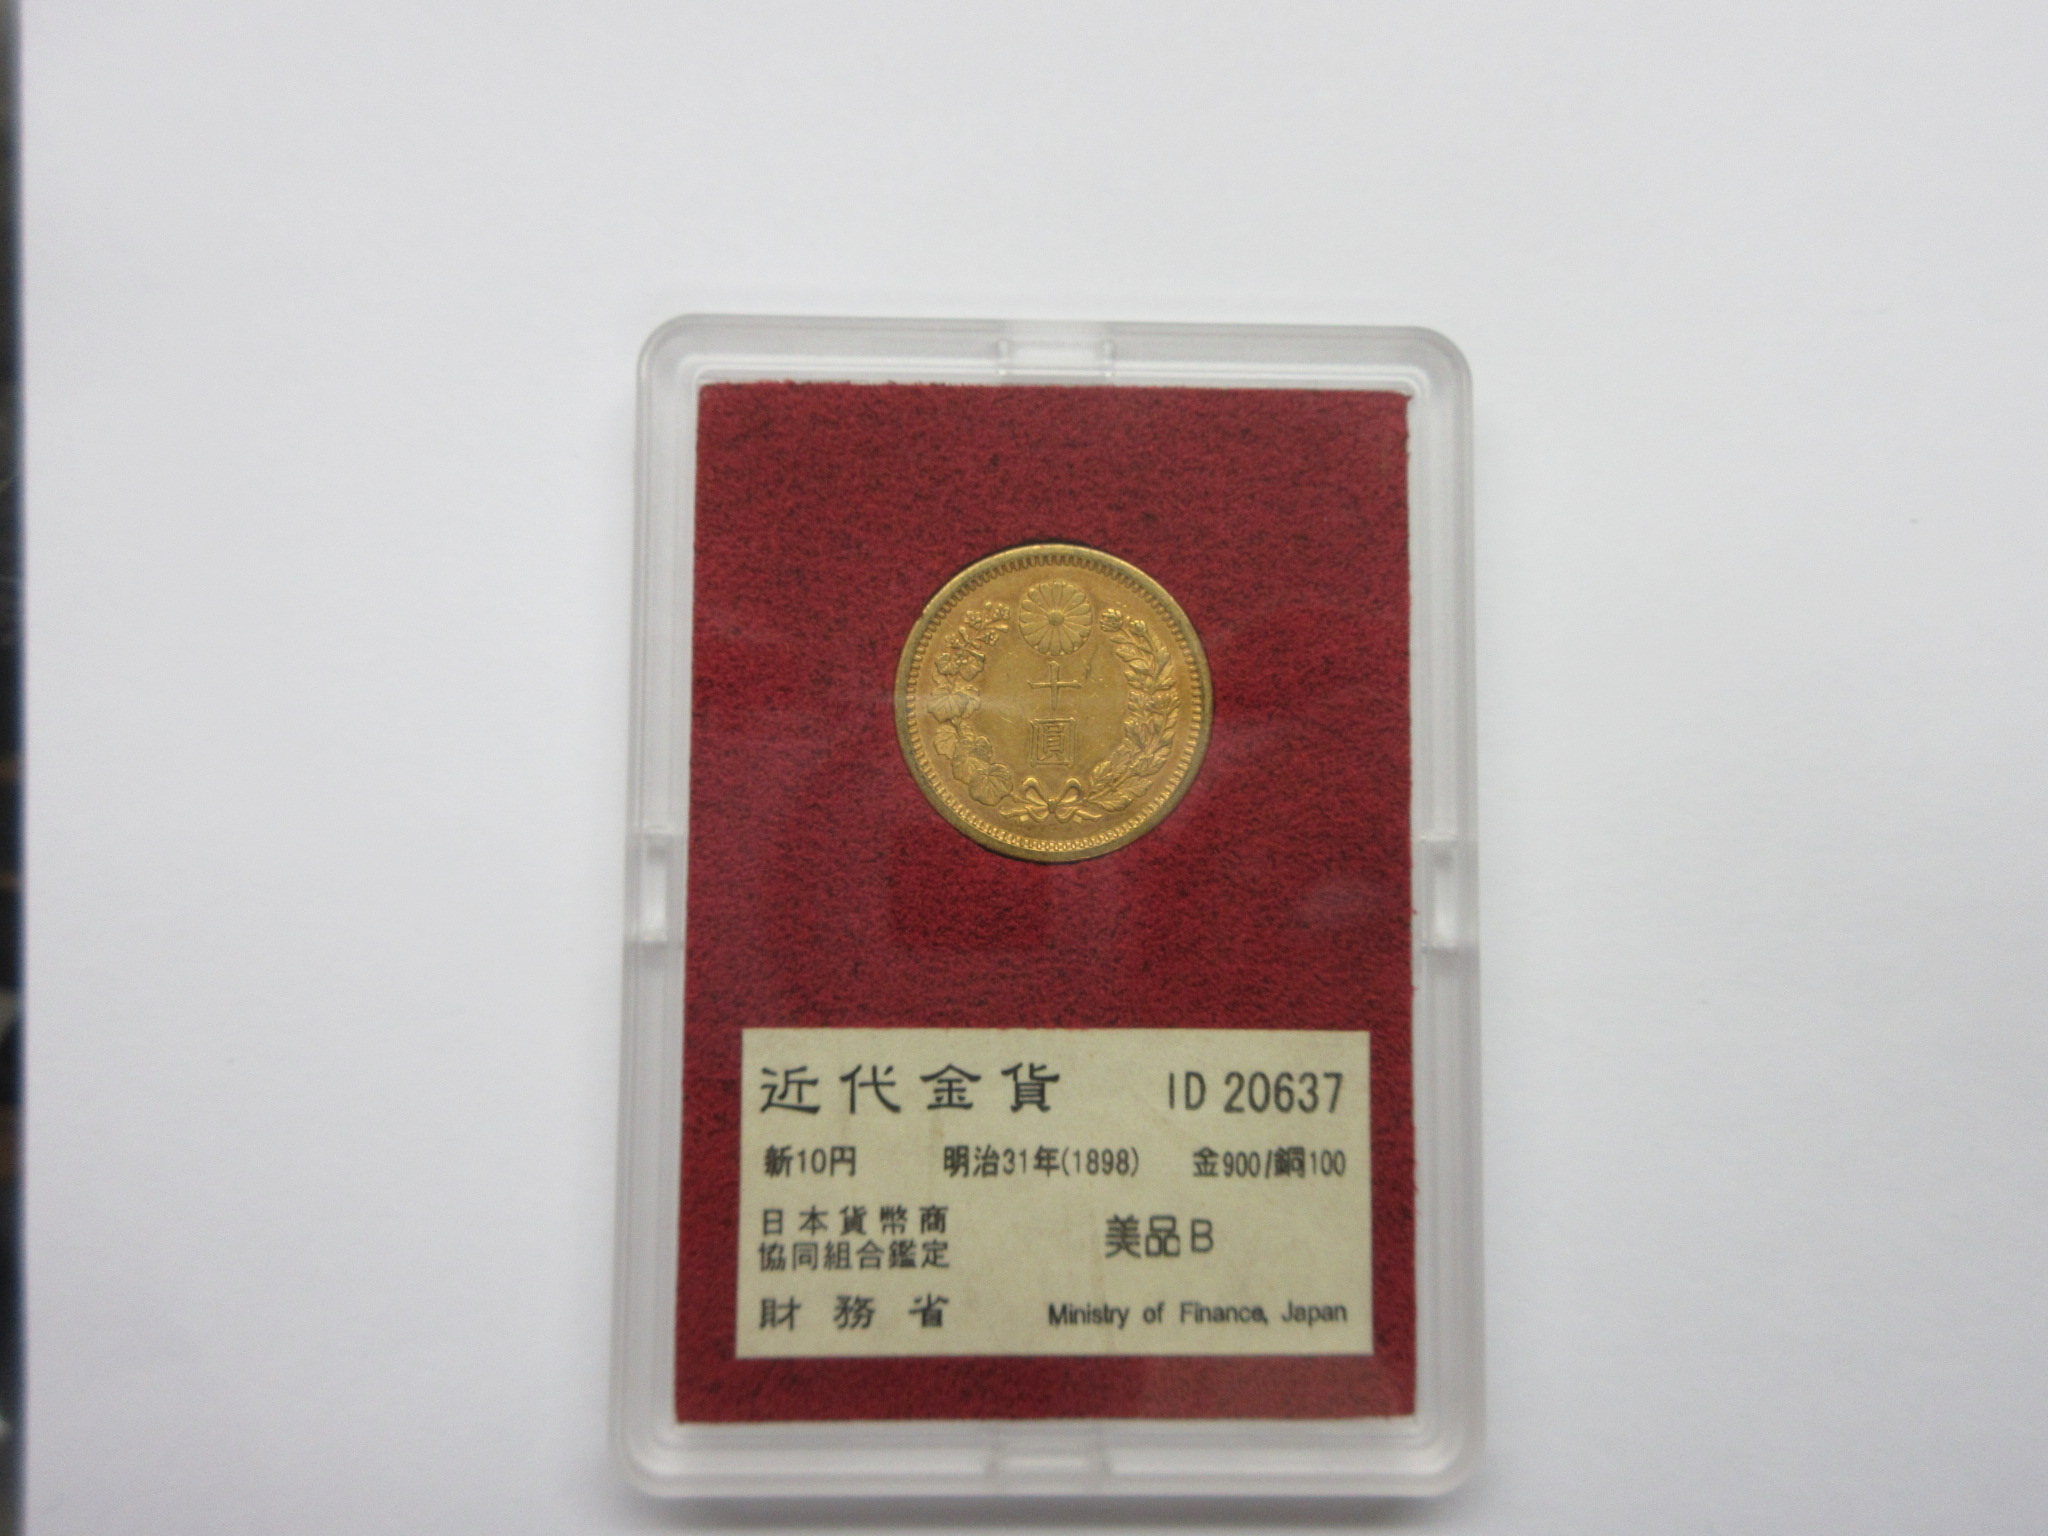 十
圓
近代金貨 ID 20637
新10円 明治31年(1898) 金900/銅100
日本貨幣商
協同組合鑑定
美品B
財務省 Ministry of Finance, Japan